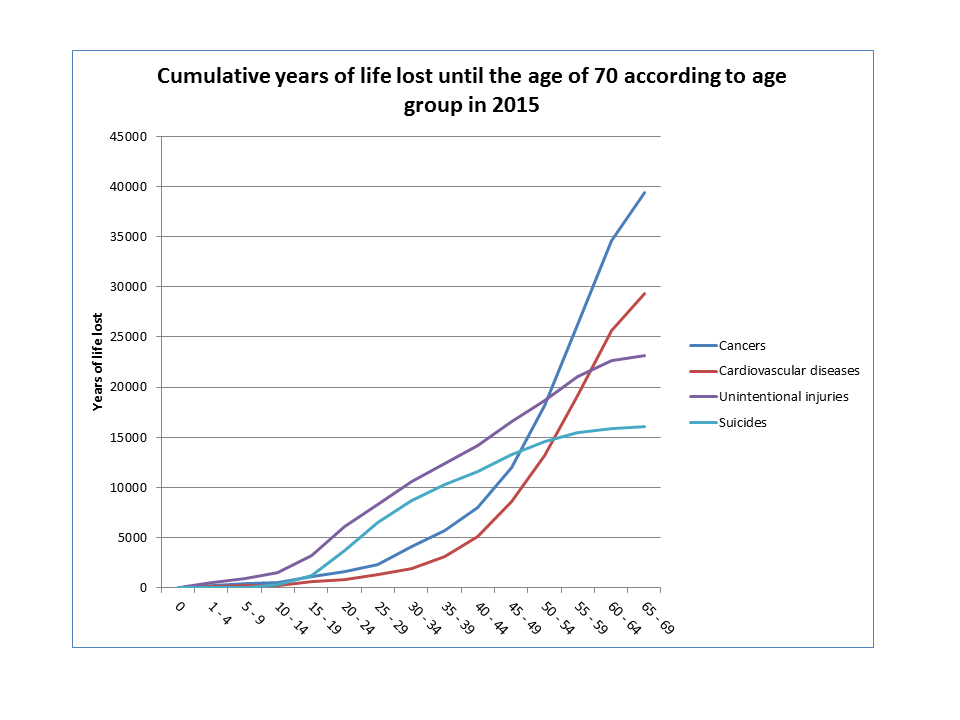 Cumulative years of life lost until the age of 70 according to age
group in 2015
45000
40000
35000
30000
25000
20000
15000
10000
5000
0
Years of life lost
0
1 - 4
5 - 9
10 - 14
15 - 19
20 - 24
25 - 29
30 - 34
35 - 39
40 - 44
45 - 49
50 - 54
55 - 59
60 - 64
65 - 69
Cancers
Cardiovascular diseases
Unintentional injuries
Suicides